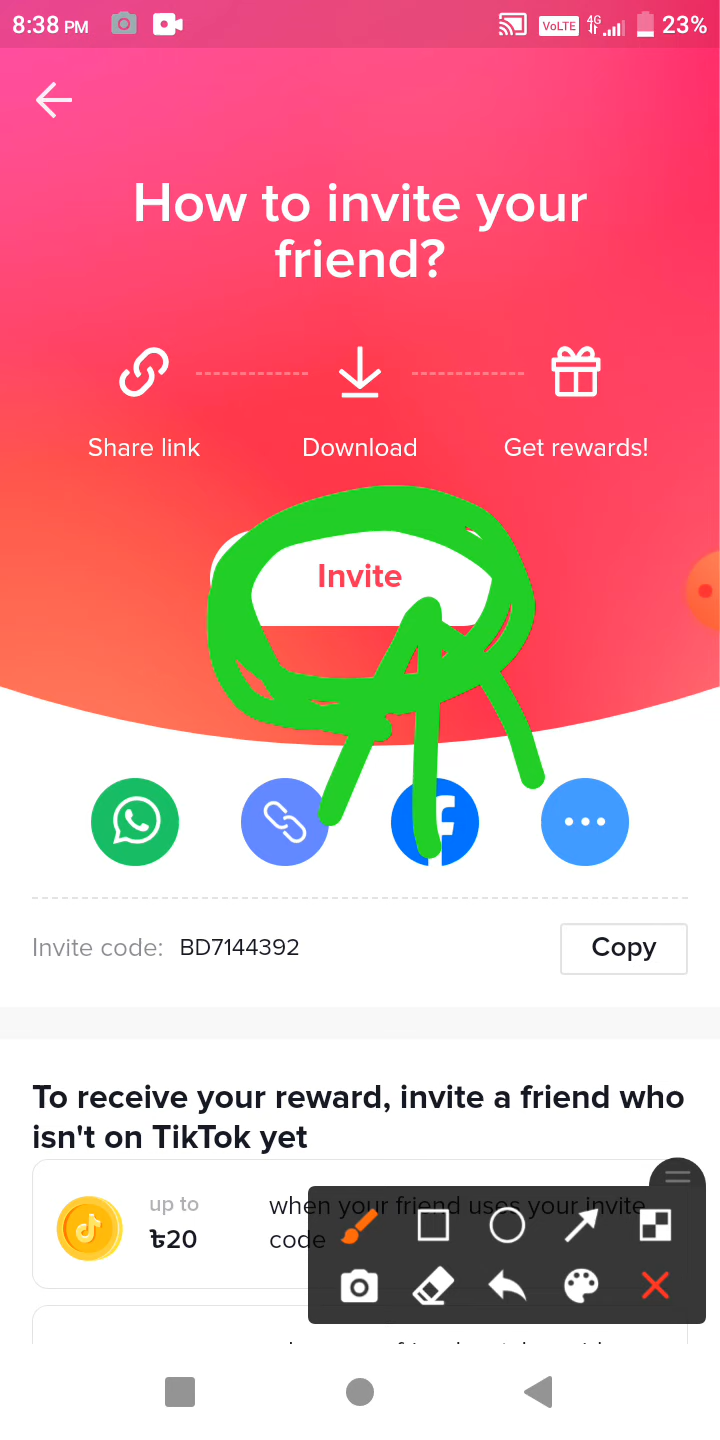 8:38 PM
VoLTE
4G
23%
How to invite your
friend?
Share link
Download
Get rewards!
Invite
Invite code: BD7144392
Copy
To receive your reward, invite a friend who
isn't on TikTok yet
up to
৳20
when your friend uses your invite
code